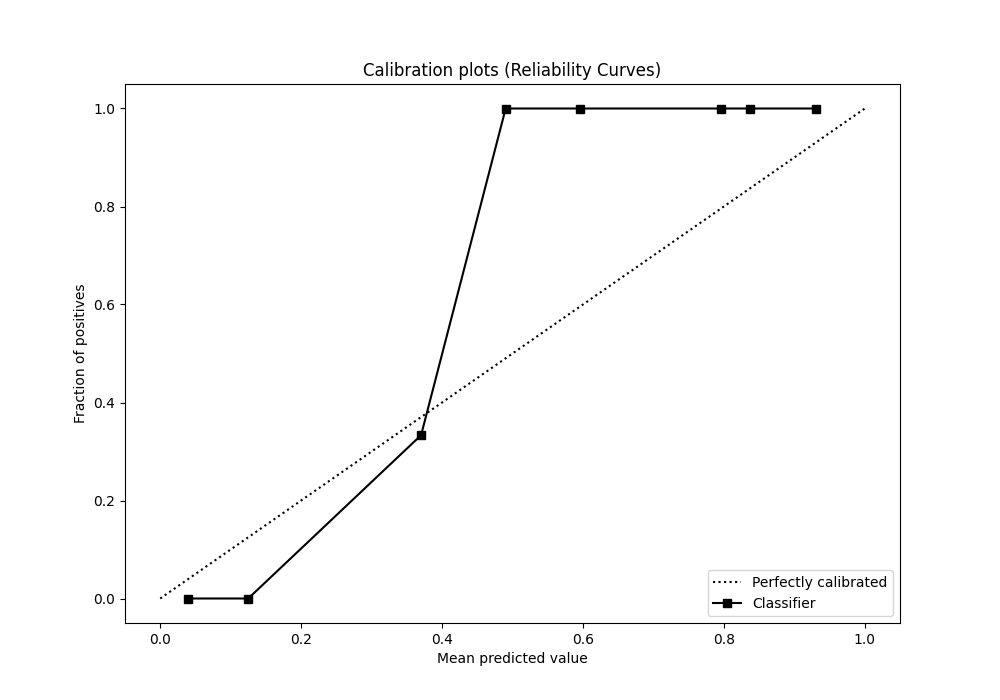 Calibration plots (Reliability Curves)
Fraction of positives
1.0
0.8
0.6
0.4
0.2
0.0
0.0 0.2 0.4 0.6 0.8 1.0
Mean predicted value
Perfectly calibrated
Classifier